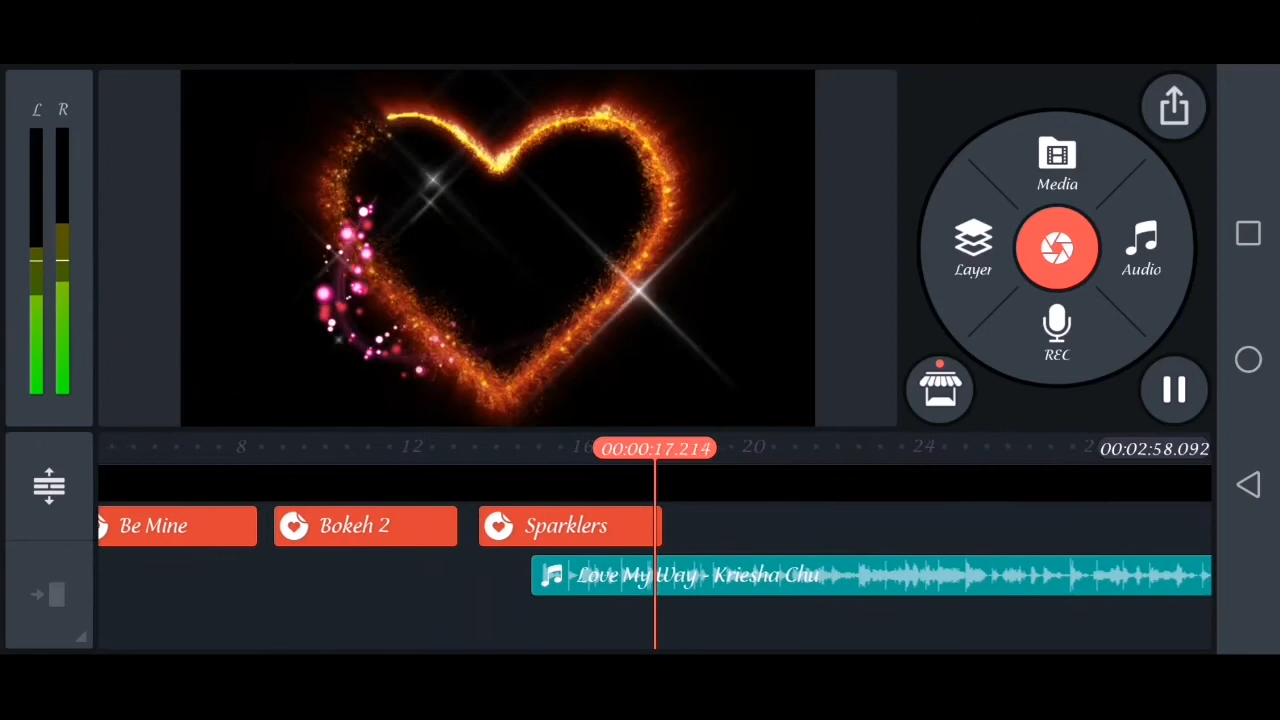 L R
Media
Layer
Audio
REC
8 12 16 00:00:17.214 20 24 2 00:02:58.092
Be Mine Bokeh 2 Sparklers
Love My Way - Kriesha Chu